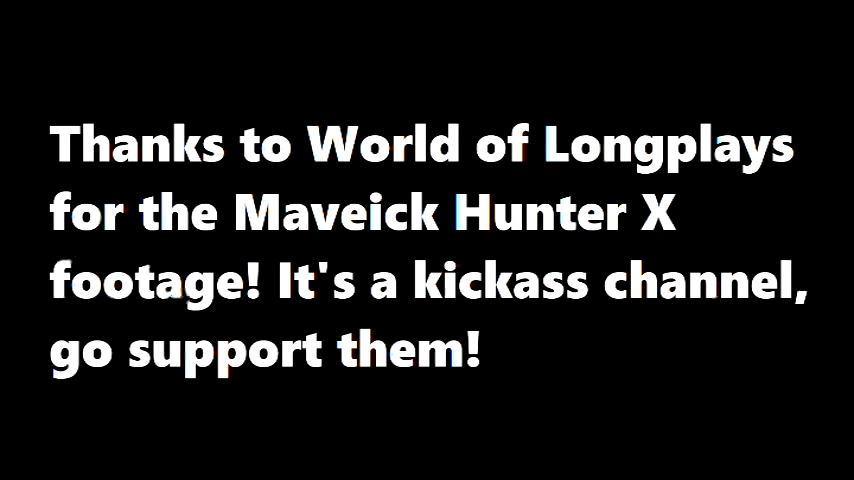 Thanks to World of Longplays
for the Maveick Hunter X
footage! It's a kickass channel,
go support them!